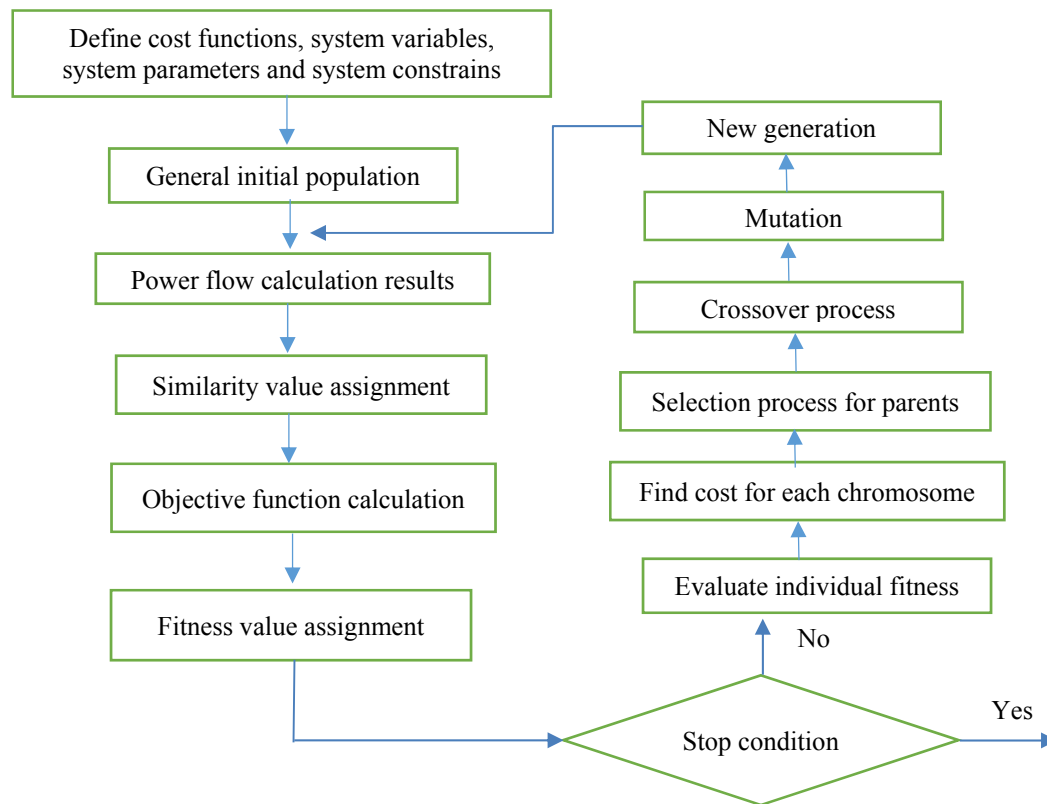 Define cost functions, system variables,
system parameters and system constrains
General initial population
Power flow calculation results
Similarity value assignment
Objective function calculation
Fitness value assignment
New generation
Mutation
Crossover process
Selection process for parents
Find cost for each chromosome
Evaluate individual fitness
No
Stop condition
Yes